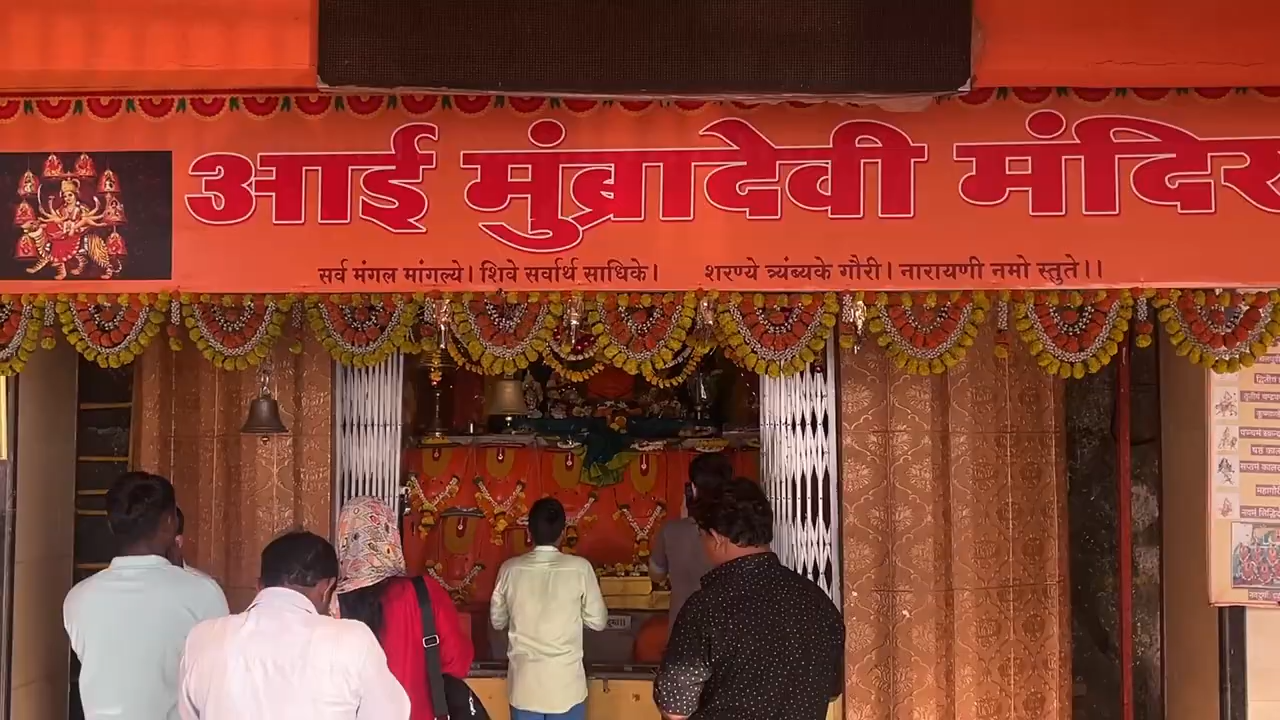 आई मुंब्रादेवी मंदिर
सर्व मंगल मांगल्ये। शिवे सर्वार्थ साधिके। शरण्ये त्र्यंब्यके गौरी। नारायणी नमो स्तुते।।